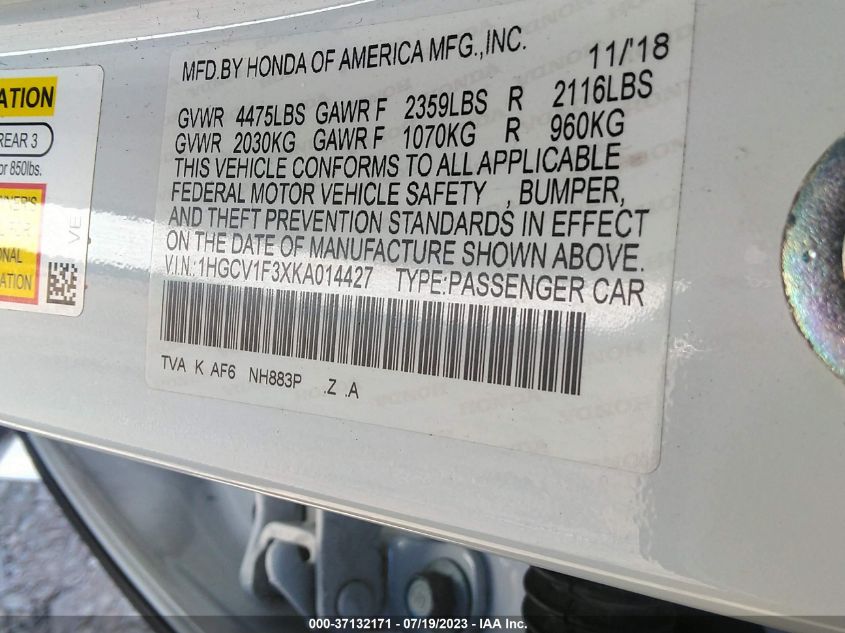 MFD.BY HONDA OF AMERICA MFG.,INC. 11/'18
GVWR 4475LBS GAWR F 2359LBS R 2116LBS
GVWR 2030KG GAWR F 1070KG R 960KG
THIS VEHICLE CONFORMS TO ALL APPLICABLE
FEDERAL MOTOR VEHICLE SAFETY , BUMPER,
AND THEFT PREVENTION STANDARDS IN EFFECT
ON THE DATE OF MANUFACTURE SHOWN ABOVE.
V.I.N.:1HGCV1F3XKA014427 TYPE:PASSENGER CAR
TVA K AF6 NH883P .Z .A
REAR 3
or 850lbs.
VE
000-37132171 - 07/19/2023 - IAA Inc.